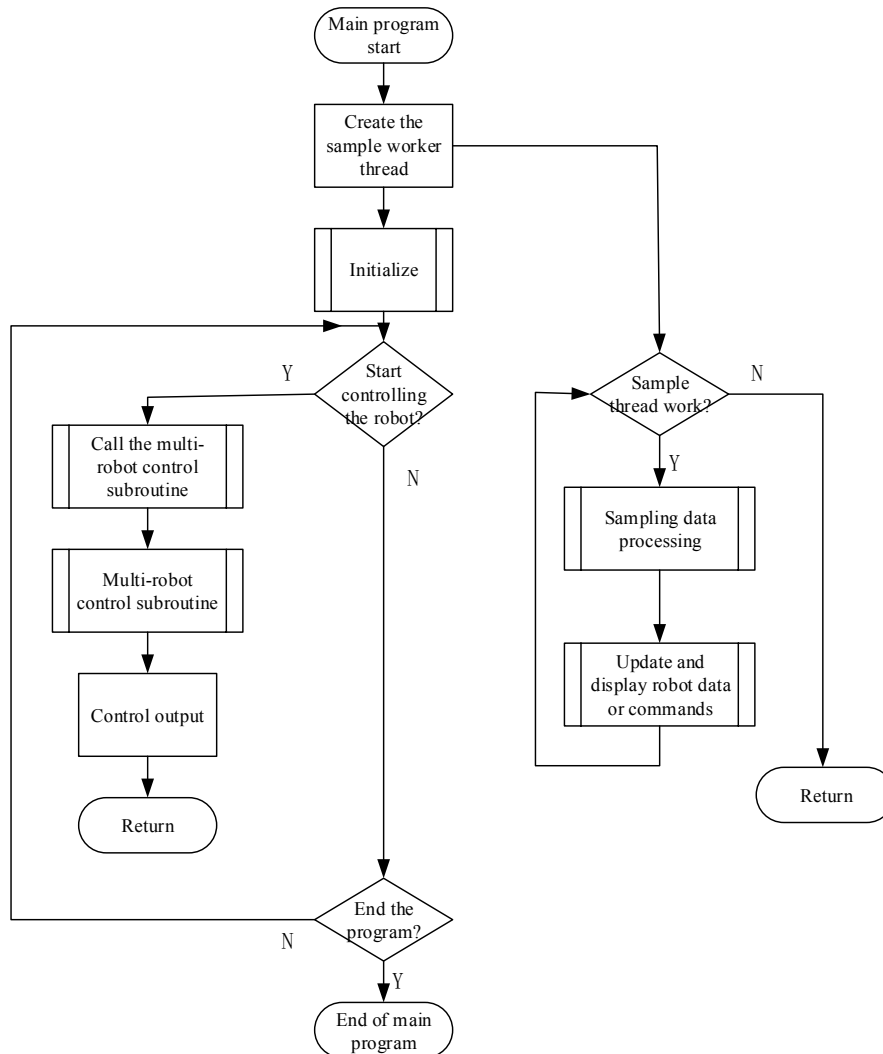 Main program
start
Create the
sample worker
thread
Initialize
Start
controlling
the robot?
Y
N
Call the multi-
robot control
subroutine
Multi-robot
control subroutine
Control output
Return
Sample
thread work?
N
Y
Sampling data
processing
Update and
display robot data
or commands
Return
End the
program?
N
Y
End of main
program